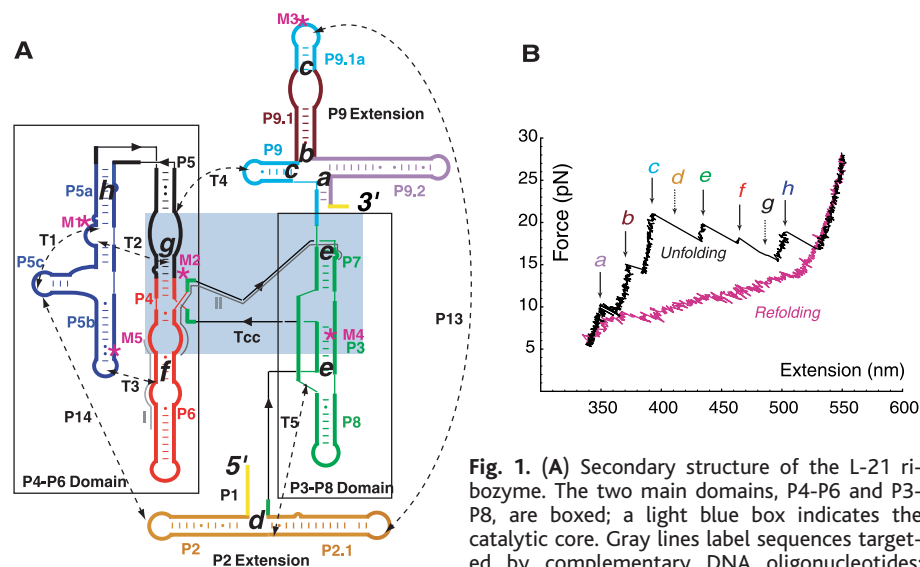 A
M3*
P9.1a
c
P9 Extension
P9.1
P9
b
c
a
P9.2
3'
T4
P5
P5a
h
M1*
T1
T2
g
M2
*
P5c
P4
II
e
P7
P5b
M5
*
Tcc
M4
*
P3
P13
f
e
T3
P14
I
P6
T5
P8
P4-P6 Domain
5'
P1
P3-P8 Domain
d
P2
P2.1
P2 Extension
B
Force (pN)
30
25
20
15
10
5
a
b
c
d
e
f
g
h
Unfolding
Refolding
Extension (nm)
350 400 450 500 550 600
Fig. 1. (A) Secondary structure of the L-21 ri-
bozyme. The two main domains, P4-P6 and P3-
P8, are boxed; a light blue box indicates the
catalytic core. Gray lines label sequences target-
ed by complementary DNA oligonucleotides;